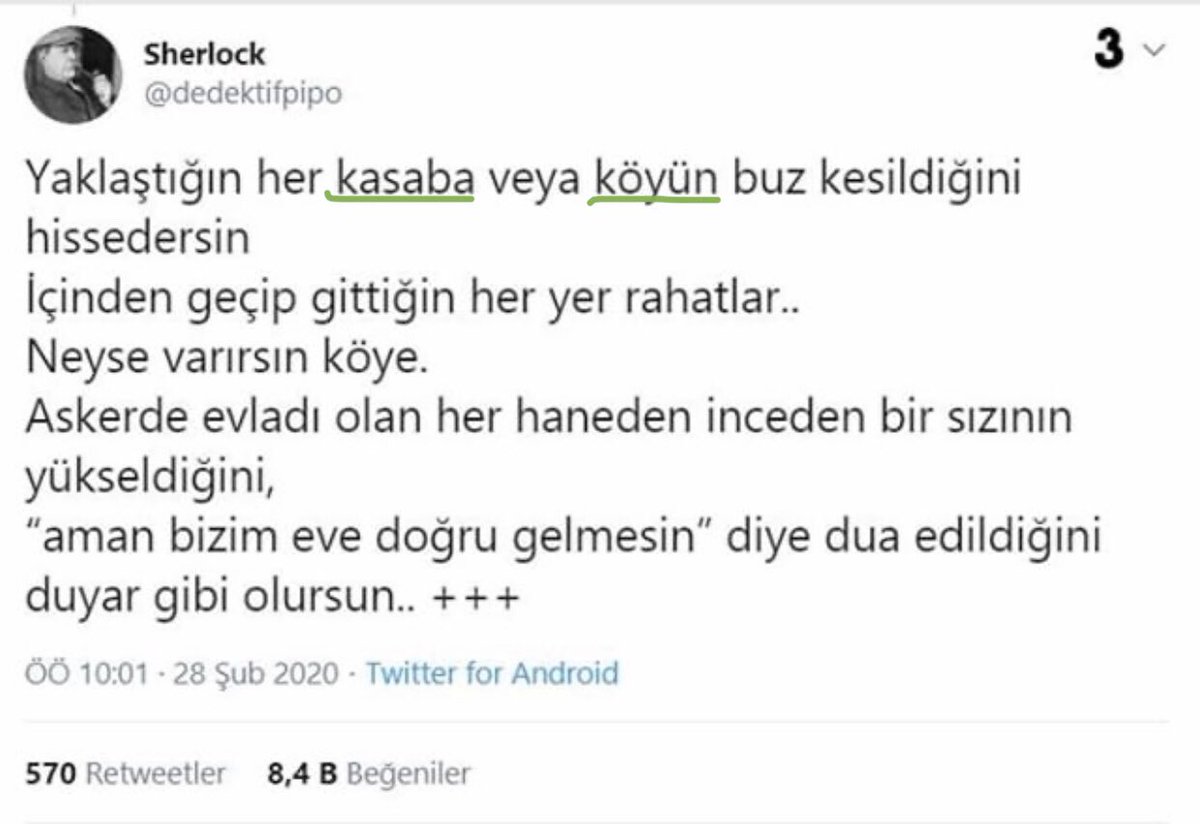 Sherlock
3
@dedektifpipo
Yaklaştığın her kasaba veya köyün buz kesildiğini
hissedersin
İçinden geçip gittiğin her yer rahatlar..
Neyse varırsın köye.
Askerde evladı olan her haneden inceden bir sızının
yükseldiğini,
“aman bizim eve doğru gelmesin” diye dua edildiğini
duyar gibi olursun.. +++
ÖÖ 10:01 · 28 Şub 2020 · Twitter for Android
570 Retweetler 8,4 B Beğeniler